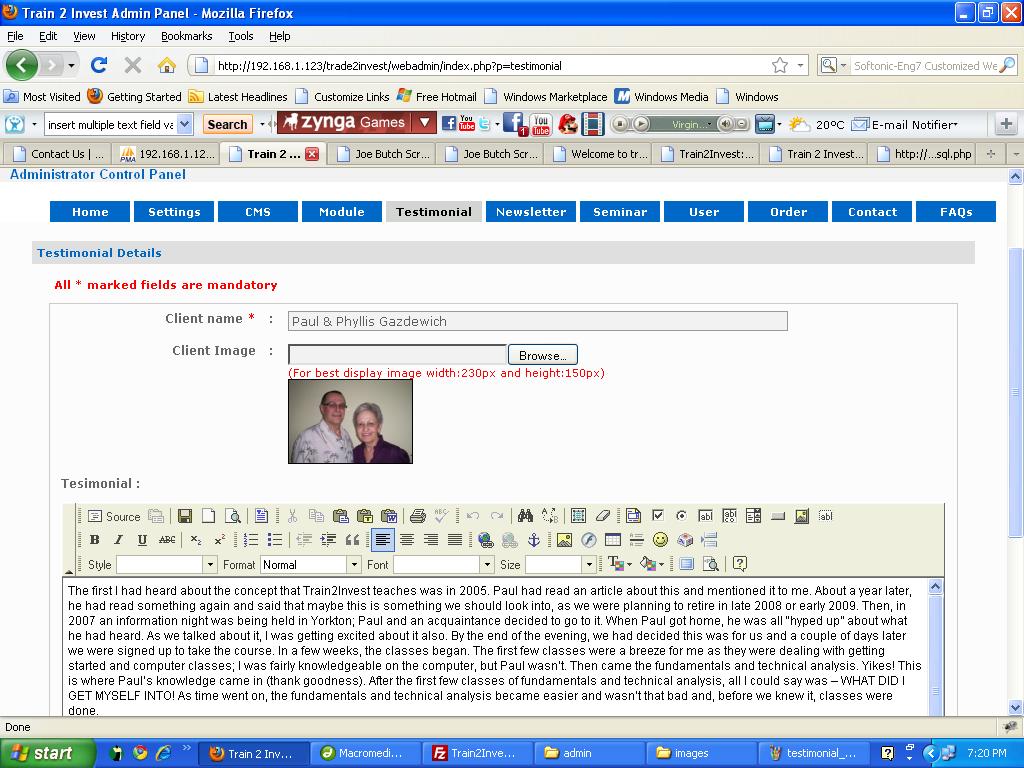 Train 2 Invest Admin Panel - Mozilla Firefox
File Edit View History Bookmarks Tools Help
http://192.168.1.123/trade2invest/webadmin/index.php?p=testimonial
Softonic-Eng7 Customized We
Most Visited Getting Started Latest Headlines Customize Links Free Hotmail Windows Marketplace Windows Media Windows
insert multiple text field va Search zynga Games You Tube 1 You Tube Virgin... 20ºC E-mail Notifier
Contact Us | ... 192.168.1.12... Train 2 ... Joe Butch Scr... Joe Butch Scr... Welcome to tr... Train2Invest:... Train 2 Invest... http://...sql.php
Administrator Control Panel
Home Settings CMS Module Testimonial Newsletter Seminar User Order Contact FAQs
Testimonial Details
All * marked fields are mandatory
Client name * : Paul & Phyllis Gazdewich
Client Image : Browse...
(For best display image width:230px and height:150px)
Tesimonial :
Source
B I U ABC x₂ x²
Style Format Normal Font Size
The first I had heard about the concept that Train2Invest teaches was in 2005. Paul had read an article about this and mentioned it to me. About a year later,
he had read something again and said that maybe this is something we should look into, as we were planning to retire in late 2008 or early 2009. Then, in
2007 an information night was being held in Yorkton; Paul and an acquaintance decided to go to it. When Paul got home, he was all "hyped up" about what
he had heard. As we talked about it, I was getting excited about it also. By the end of the evening, we had decided this was for us and a couple of days later
we were signed up to take the course. In a few weeks, the classes began. The first few classes were a breeze for me as they were dealing with getting
started and computer classes; I was fairly knowledgeable on the computer, but Paul wasn't. Then came the fundamentals and technical analysis. Yikes! This
is where Paul's knowledge came in (thank goodness). After the first few classes of fundamentals and technical analysis, all I could say was – WHAT DID I
GET MYSELF INTO! As time went on, the fundamentals and technical analysis became easier and wasn't that bad and, before we knew it, classes were
done.
Done
start Train 2 Inv... Macromedi... Train2Inve... admin images testimonial_... 7:20 PM